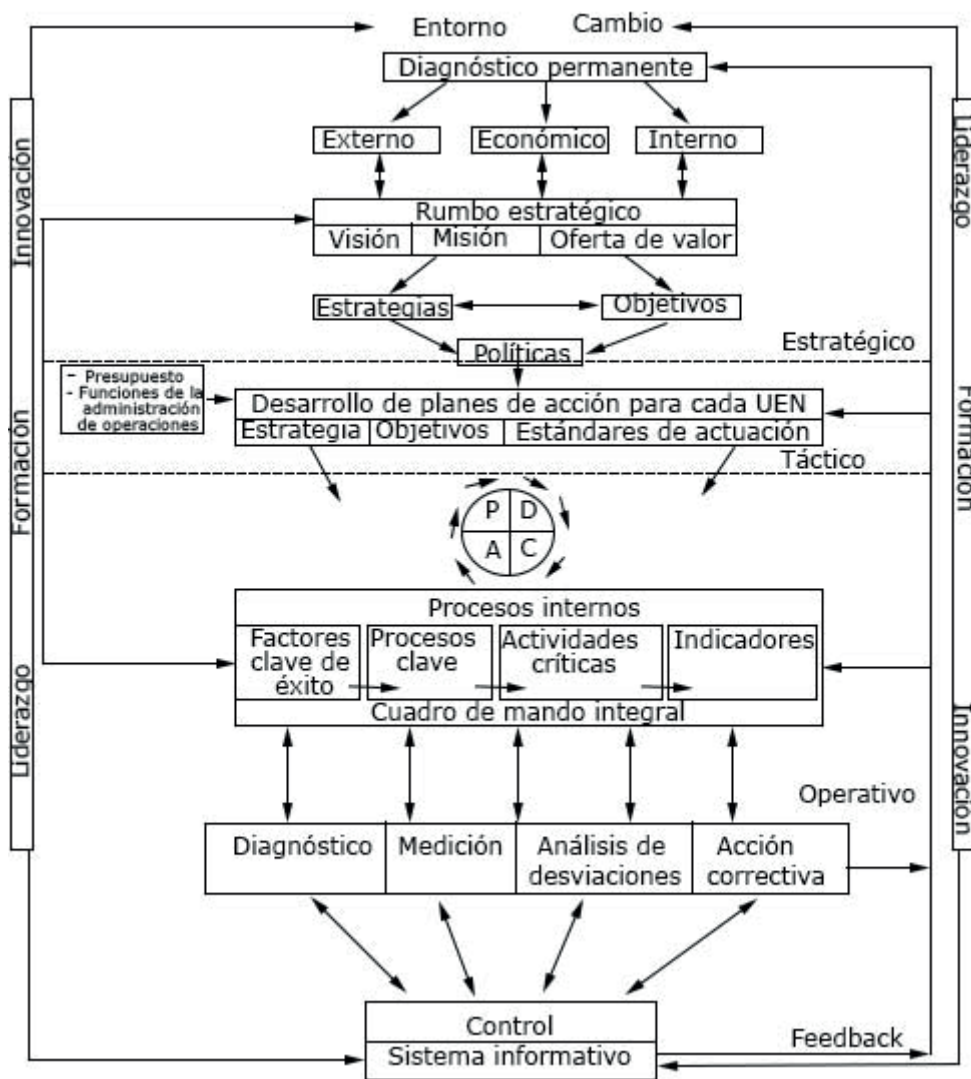 Entorno Cambio
Diagnóstico permanente
Externo Económico Interno
Rumbo estratégico
Visión Misión Oferta de valor
Estrategias Objetivos
Políticas
Estratégico
- Presupuesto
- Funciones de la
administración
de operaciones
Desarrollo de planes de acción para cada UEN
Estrategia Objetivos Estándares de actuación
Táctico
P D
A C
Procesos internos
Factores
clave de
éxito
Procesos
clave
Actividades
críticas
Indicadores
Cuadro de mando integral
Operativo
Diagnóstico
Medición
Análisis de
desviaciones
Acción
correctiva
Control
Sistema informativo
Feedback
Innovación
Formación
Liderazgo
Liderazgo
Formación
Innovación